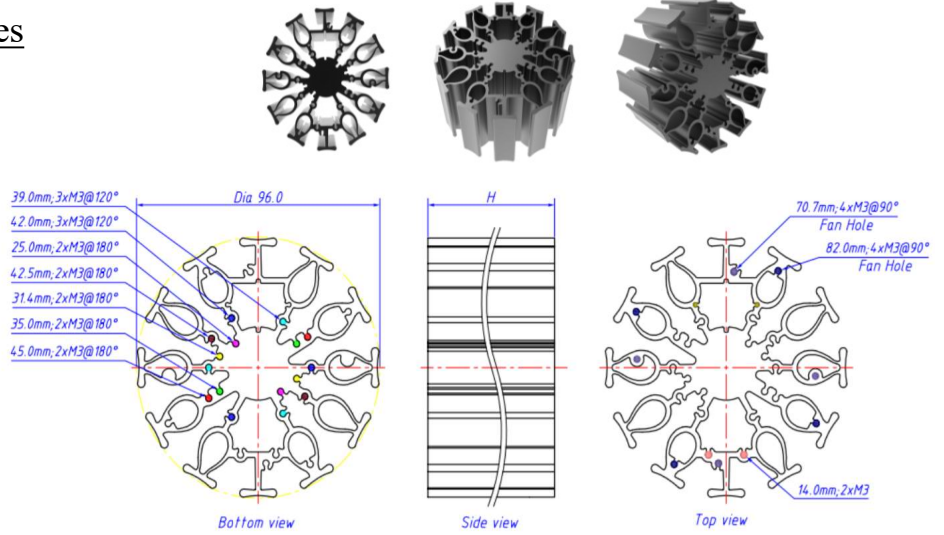 es
39.0mm;3xM3@120°
42.0mm;3xM3@120°
25.0mm;2xM3@180°
42.5mm;2xM3@180°
31.4mm;2xM3@180°
35.0mm;2xM3@180°
45.0mm;2xM3@180°
Dia 96.0
H
70.7mm;4xM3@90°
Fan Hole
82.0mm;4xM3@90°
Fan Hole
14.0mm;2xM3
Bottom view
Side view
Top view